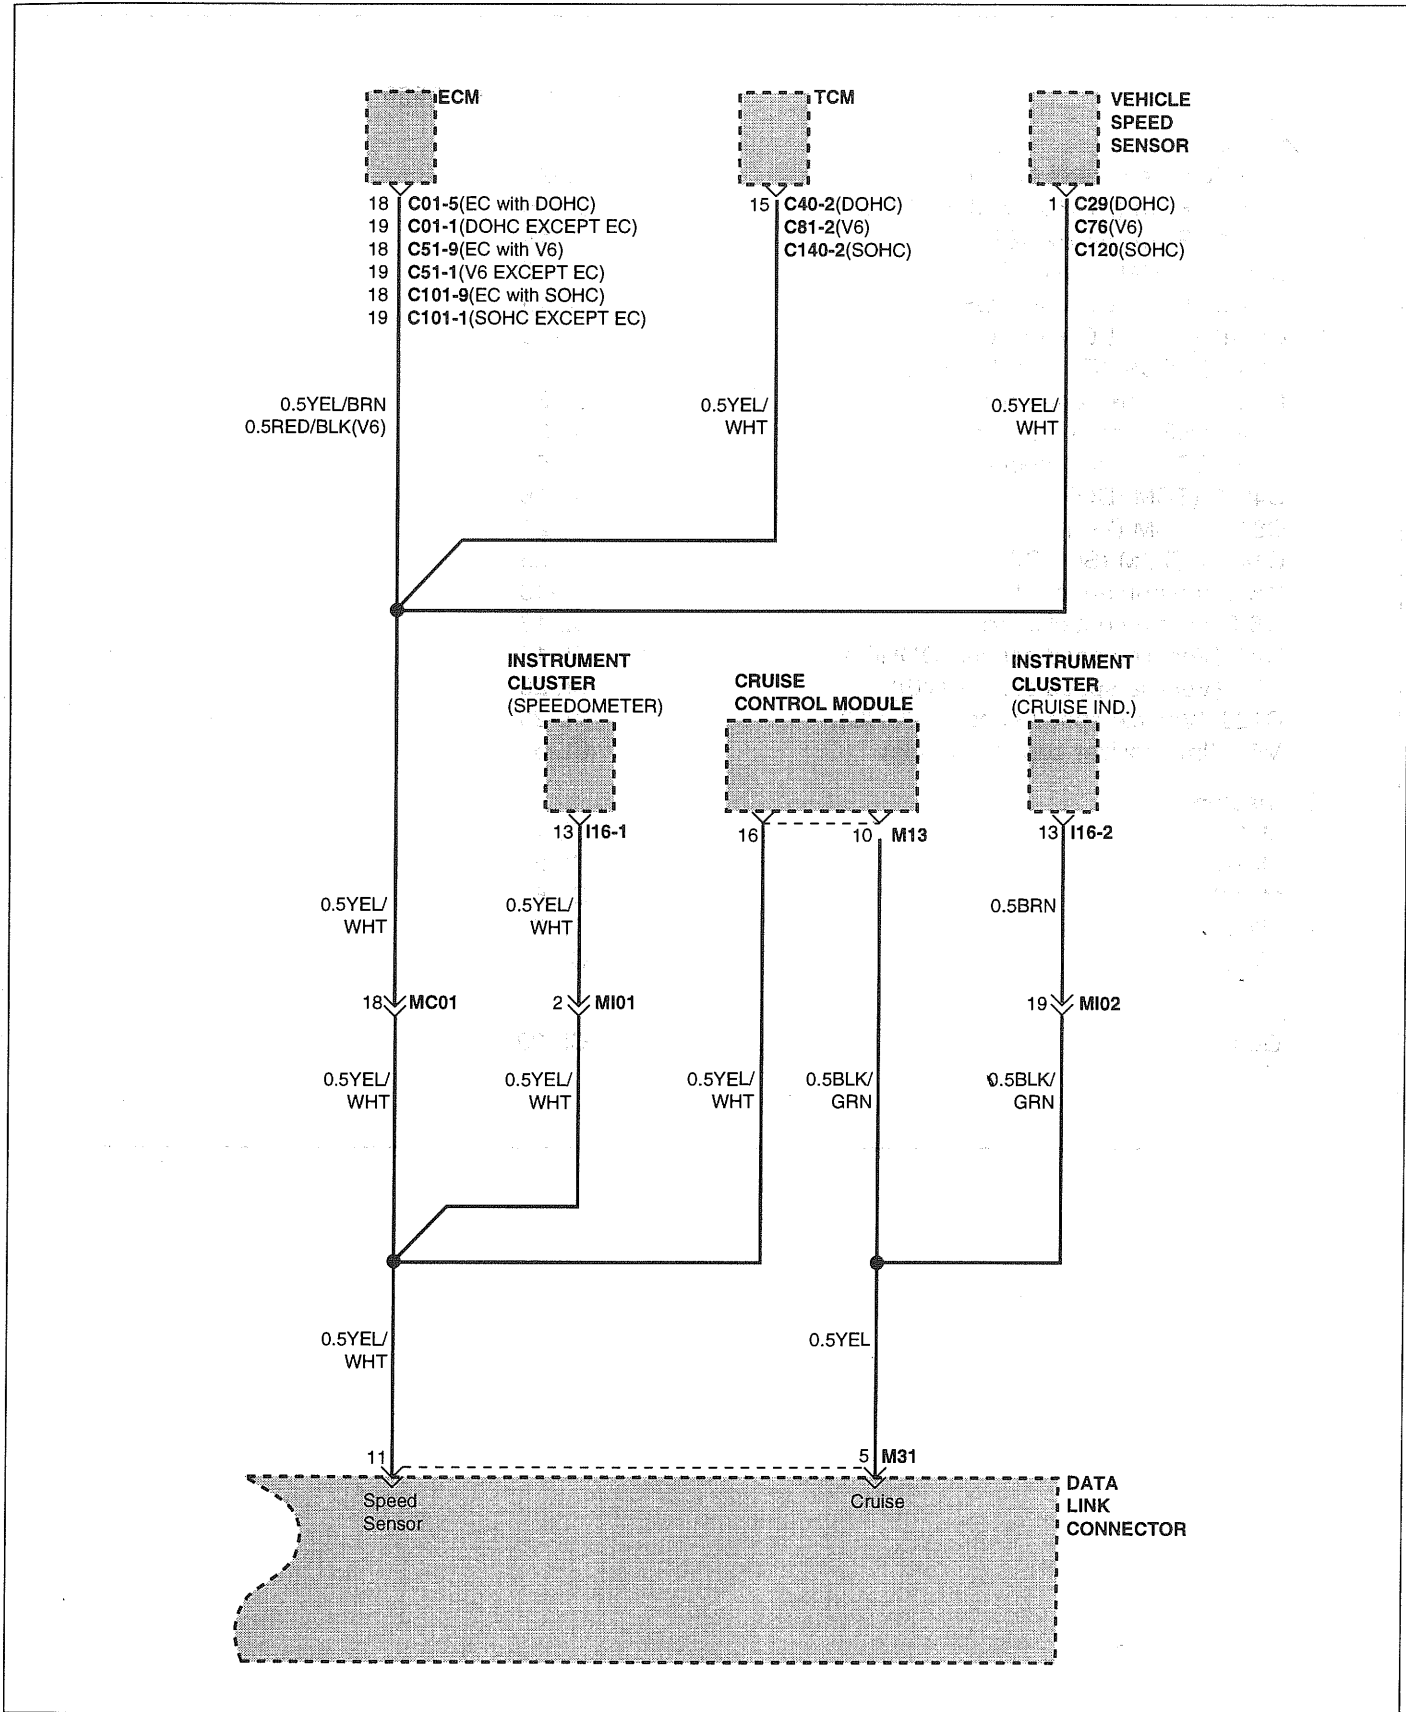 ECM
TCM
VEHICLE
SPEED
SENSOR
18 C01-5(EC with DOHC)
19 C01-1(DOHC EXCEPT EC)
18 C51-9(EC with V6)
19 C51-1(V6 EXCEPT EC)
18 C101-9(EC with SOHC)
19 C101-1(SOHC EXCEPT EC)
15 C40-2(DOHC)
C81-2(V6)
C140-2(SOHC)
1 C29(DOHC)
C76(V6)
C120(SOHC)
0.5YEL/BRN
0.5RED/BLK(V6)
0.5YEL/
WHT
0.5YEL/
WHT
INSTRUMENT
CLUSTER
(SPEEDOMETER)
CRUISE
CONTROL MODULE
INSTRUMENT
CLUSTER
(CRUISE IND.)
13 I16-1
16
10 M13
13 I16-2
0.5YEL/
WHT
0.5YEL/
WHT
0.5BRN
18 MC01
2 MI01
19 MI02
0.5YEL/
WHT
0.5YEL/
WHT
0.5YEL/
WHT
0.5BLK/
GRN
0.5BLK/
GRN
0.5YEL/
WHT
0.5YEL
11
5 M31
Speed
Sensor
Cruise
DATA
LINK
CONNECTOR